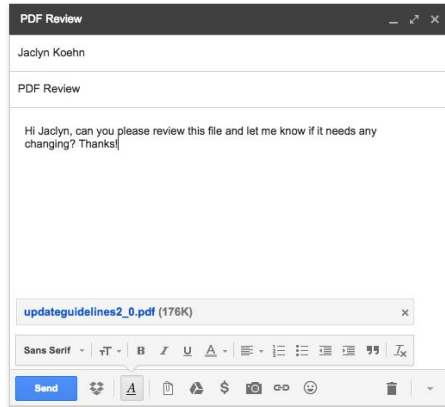 PDF Review
Jaclyn Koehn
PDF Review
Hi Jaclyn, can you please review this file and let me know if it needs any
changing? Thanks!
updateguidelines2_0.pdf (176K)
Sans Serif
Send